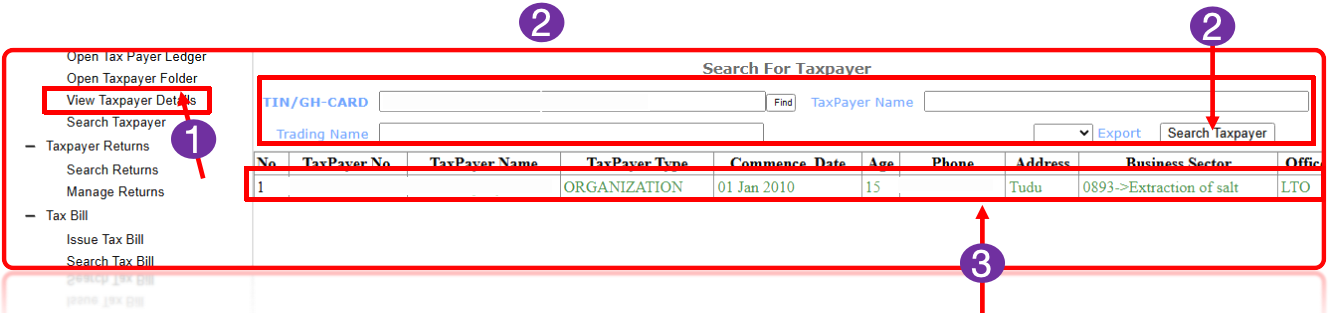 2
2
Open Tax Payer Ledger
Open Taxpayer Folder
View Taxpayer Details
Search Taxpayer
1
− Taxpayer Returns
Search Returns
Manage Returns
− Tax Bill
Issue Tax Bill
Search Tax Bill
Search For Taxpayer
TIN/GH-CARD Find TaxPayer Name
Trading Name Export Search Taxpayer
No TaxPayer No TaxPayer Name TaxPayer Type Commence Date Age Phone Address Business Sector Office
1 ORGANIZATION 01 Jan 2010 15 Tudu 0893->Extraction of salt LTO
3